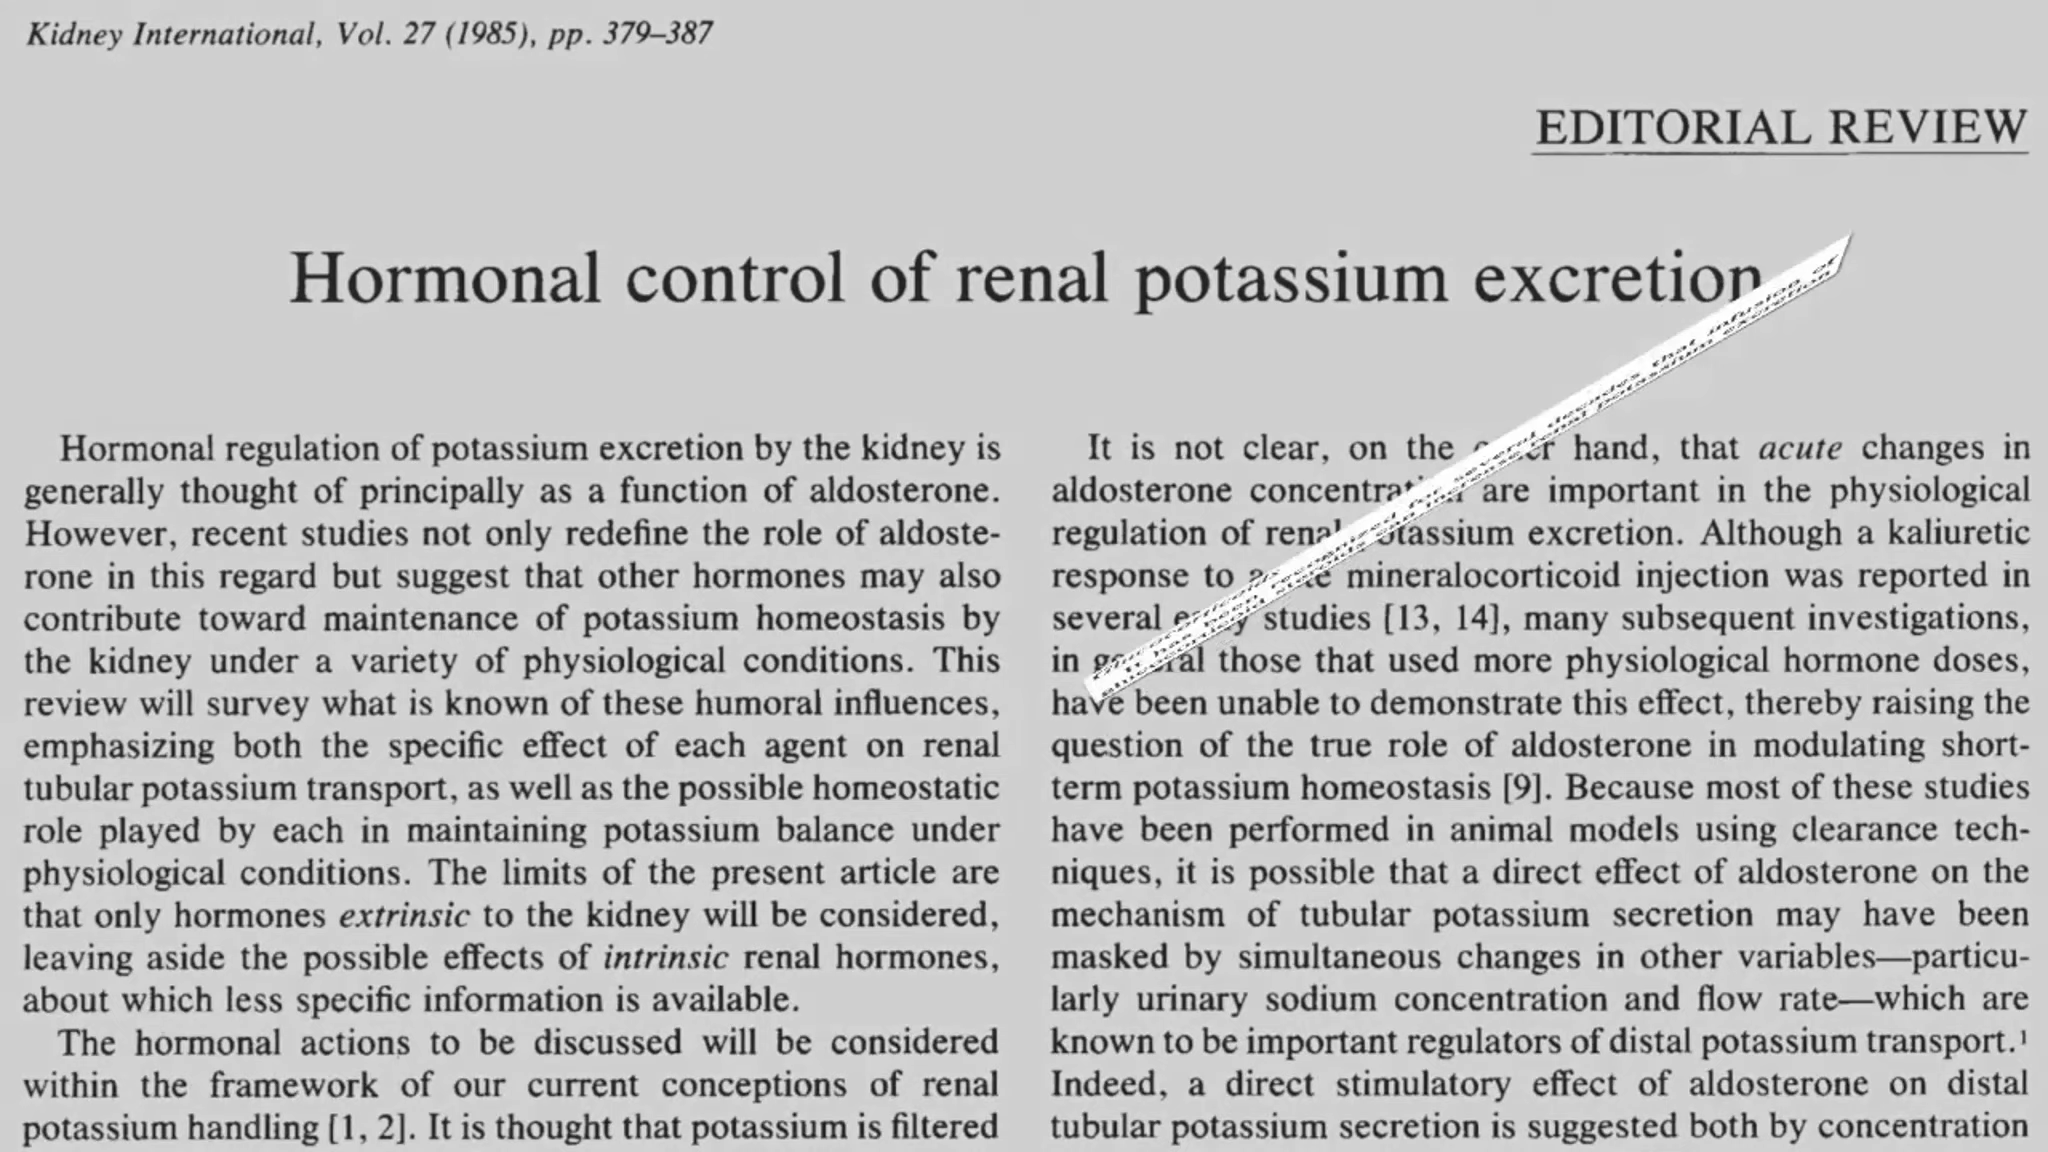 Kidney International, Vol. 27 (1985), pp. 379–387
EDITORIAL REVIEW
Hormonal control of renal potassium excretion
Hormonal regulation of potassium excretion by the kidney is
generally thought of principally as a function of aldosterone.
However, recent studies not only redefine the role of aldoste-
rone in this regard but suggest that other hormones may also
contribute toward maintenance of potassium homeostasis by
the kidney under a variety of physiological conditions. This
review will survey what is known of these humoral influences,
emphasizing both the specific effect of each agent on renal
tubular potassium transport, as well as the possible homeostatic
role played by each in maintaining potassium balance under
physiological conditions. The limits of the present article are
that only hormones extrinsic to the kidney will be considered,
leaving aside the possible effects of intrinsic renal hormones,
about which less specific information is available.
The hormonal actions to be discussed will be considered
within the framework of our current conceptions of renal
potassium handling [1, 2]. It is thought that potassium is filtered
It is not clear, on the hand, that acute changes in
aldosterone are important in the physiological
regulation of potassium excretion. Although a kaliuretic
response to mineralocorticoid injection was reported in
several studies [13, 14], many subsequent investigations,
in those that used more physiological hormone doses,
have been unable to demonstrate this effect, thereby raising the
question of the true role of aldosterone in modulating short-
term potassium homeostasis [9]. Because most of these studies
have been performed in animal models using clearance tech-
niques, it is possible that a direct effect of aldosterone on the
mechanism of tubular potassium secretion may have been
masked by simultaneous changes in other variables—particu-
larly urinary sodium concentration and flow rate—which are
known to be important regulators of distal potassium transport.¹
Indeed, a direct stimulatory effect of aldosterone on distal
tubular potassium secretion is suggested both by concentration
several decades that infusion of
potassium excretion